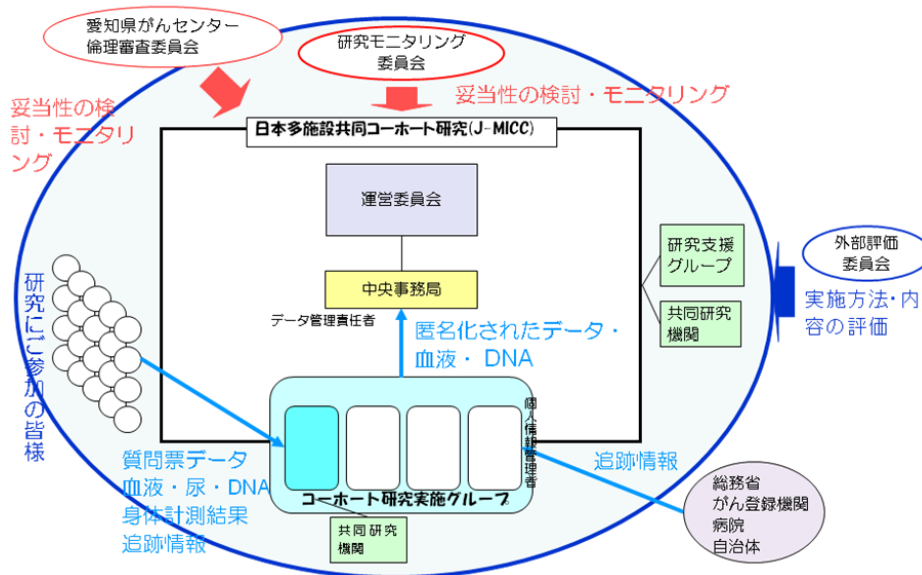 愛知県がんセンター
倫理審査委員会
研究モニタリング
委員会
妥当性の検
討・モニタリ
ング
妥当性の検討・モニタリング
日本多施設共同コーホート研究(J-MICC)
運営委員会
中央事務局
データ管理責任者
匿名化されたデータ・
血液・ DNA
研究支援
グループ
共同研究
機関
外部評価
委員会
実施方法・内
容の評価
研究にご参加の皆様
質問票データ
血液・尿・DNA
身体計測結果
追跡情報
個人情報管理者
コーホート研究実施グループ
共同研究
機関
追跡情報
総務省
がん登録機関
病院
自治体